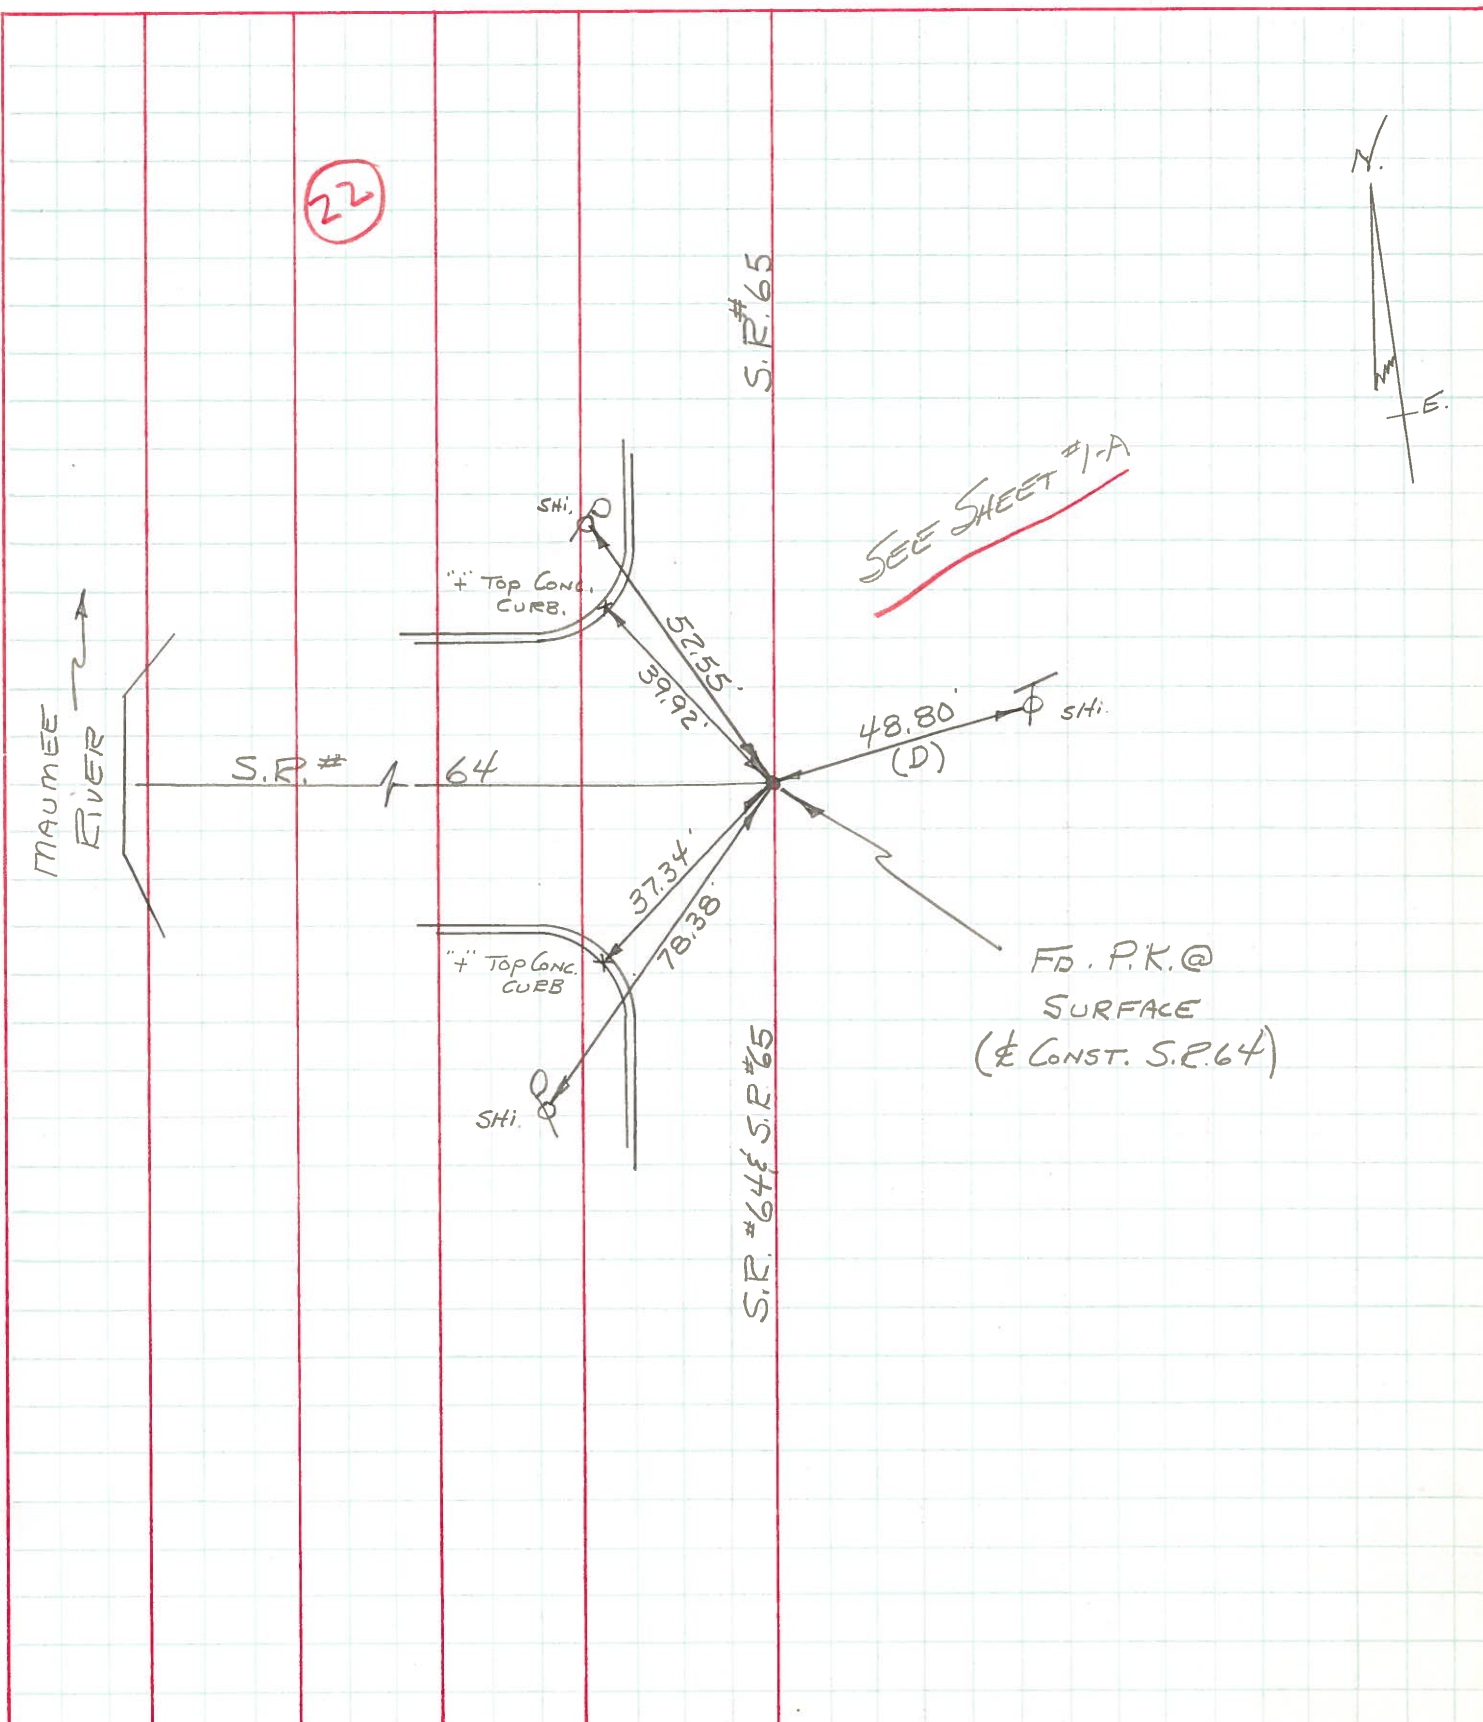 22
N.
E.
S.R.#65
SEE SHEET #1-A
SHi.
"+" TOP CONC.
CURB.
52.55'
39.92'
48.80'
(D)
SHi.
MAUMEE
RIVER
S.R.# 64
37.34'
78.38'
"+" TOP CONC.
CURB
SHi.
FD. P.K. @
SURFACE
(℄ CONST. S.R.64)
S.R. #64 & S.R.#65